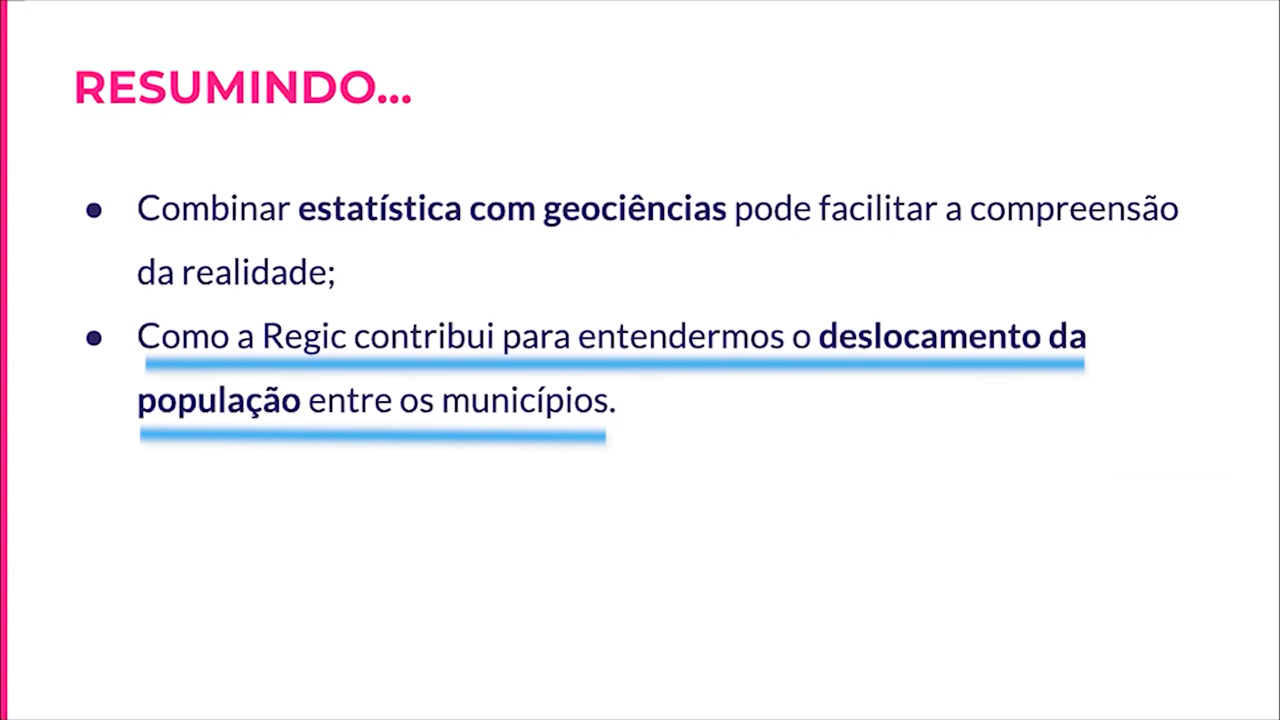 RESUMINDO...
● Combinar estatística com geociências pode facilitar a compreensão
da realidade;
● Como a Regic contribui para entendermos o deslocamento da
população entre os municípios.